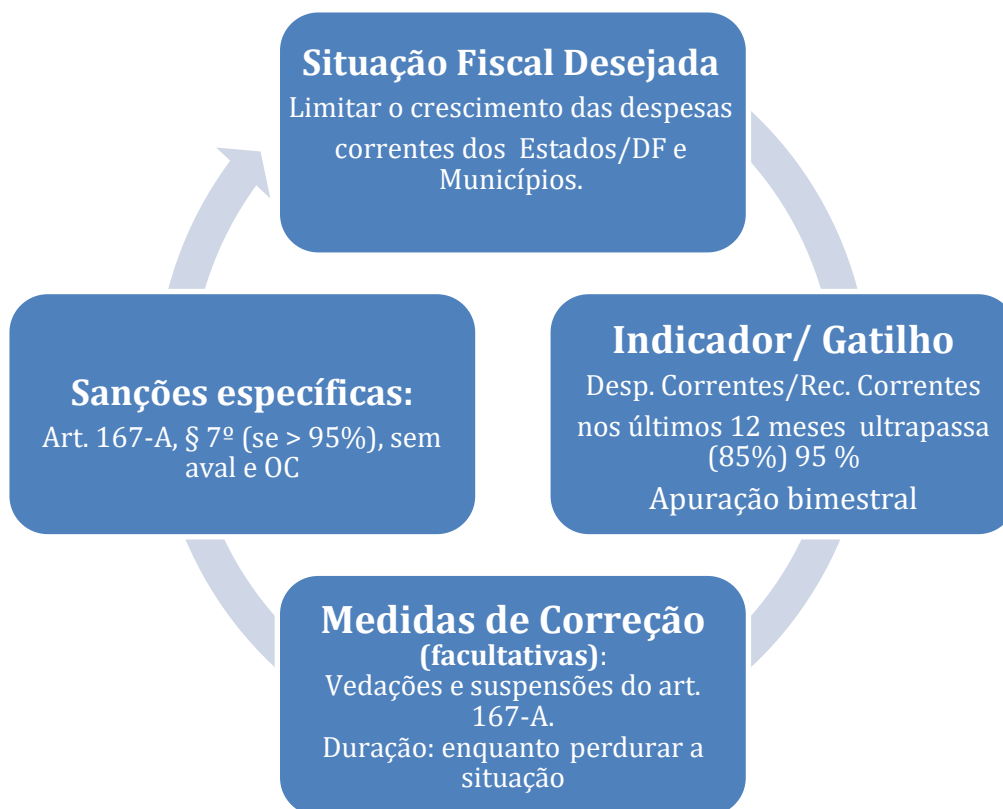 Situação Fiscal Desejada
Limitar o crescimento das despesas
correntes dos Estados/DF e
Municípios.
Indicador/ Gatilho
Desp. Correntes/Rec. Correntes
nos últimos 12 meses ultrapassa
(85%) 95 %
Apuração bimestral
Medidas de Correção
(facultativas):
Vedações e suspensões do art.
167-A.
Duração: enquanto perdurar a
situação
Sanções específicas:
Art. 167-A, § 7º (se > 95%), sem
aval e OC